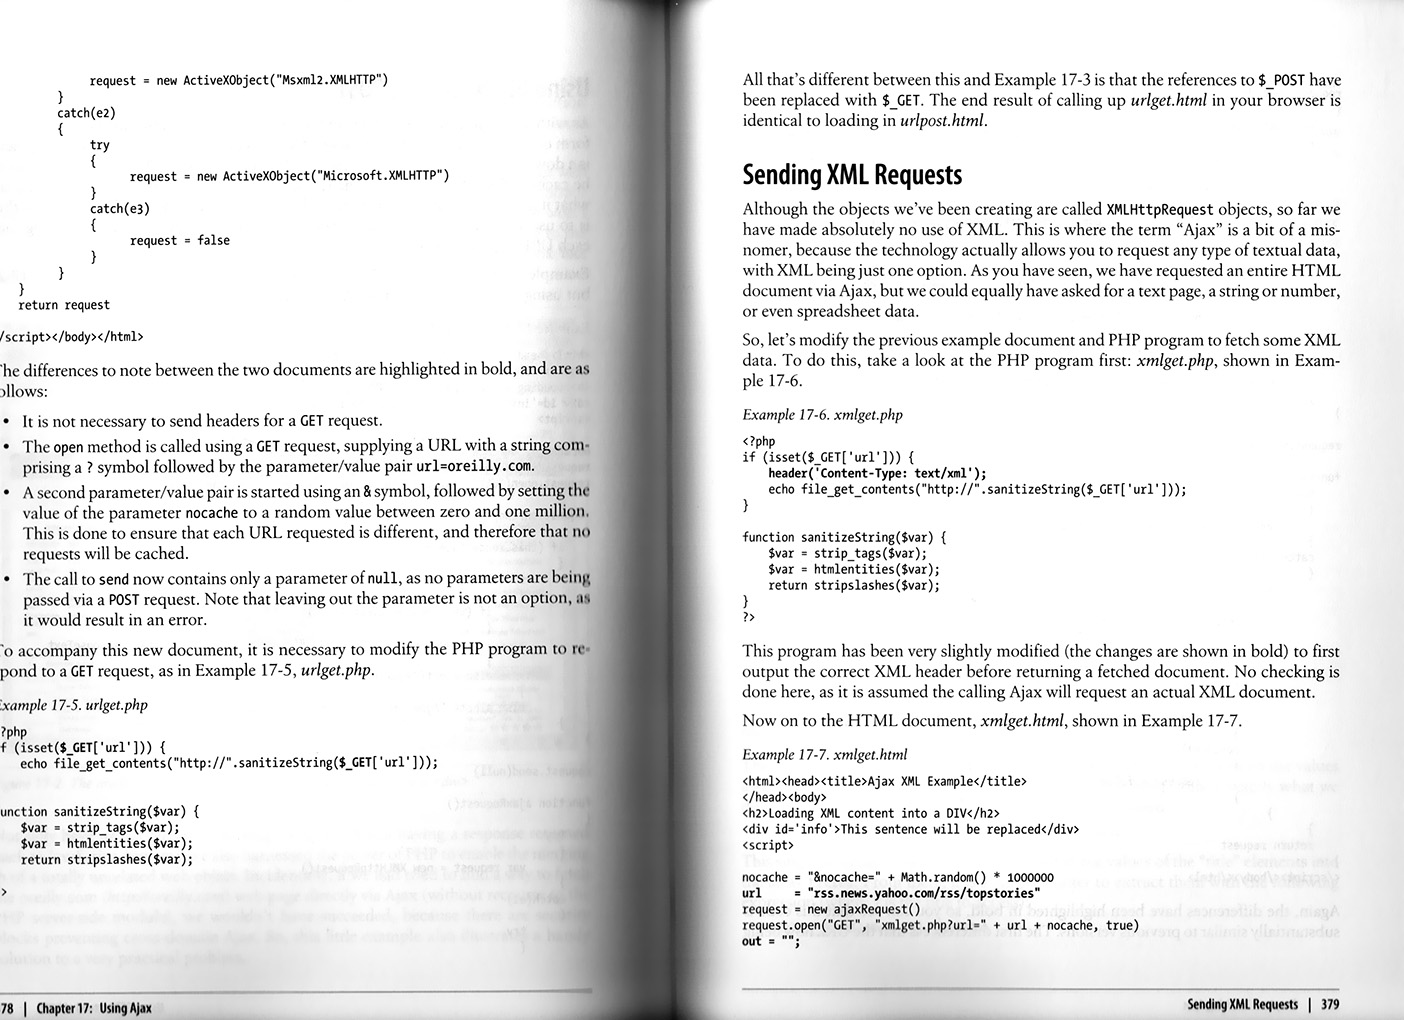 request = new ActiveXObject("Msxml2.XMLHTTP")
}
catch(e2)
{
try
{
request = new ActiveXObject("Microsoft.XMLHTTP")
}
catch(e3)
{
request = false
}
}
}
return request
/script></body></html>
he differences to note between the two documents are highlighted in bold, and are as
ollows:
• It is not necessary to send headers for a GET request.
• The open method is called using a GET request, supplying a URL with a string com-
prising a ? symbol followed by the parameter/value pair url=oreilly.com.
• A second parameter/value pair is started using an & symbol, followed by setting the
value of the parameter nocache to a random value between zero and one million.
This is done to ensure that each URL requested is different, and therefore that no
requests will be cached.
• The call to send now contains only a parameter of null, as no parameters are being
passed via a POST request. Note that leaving out the parameter is not an option, as
it would result in an error.
o accompany this new document, it is necessary to modify the PHP program to re-
pond to a GET request, as in Example 17-5, urlget.php.
xample 17-5. urlget.php
?php
f (isset($_GET['url'])) {
echo file_get_contents("http://".sanitizeString($_GET['url']));
unction sanitizeString($var) {
$var = strip_tags($var);
$var = htmlentities($var);
return stripslashes($var);
>
78 | Chapter 17: Using Ajax
All that's different between this and Example 17-3 is that the references to $_POST have
been replaced with $_GET. The end result of calling up urlget.html in your browser is
identical to loading in urlpost.html.
Sending XML Requests
Although the objects we've been creating are called XMLHttpRequest objects, so far we
have made absolutely no use of XML. This is where the term “Ajax” is a bit of a mis-
nomer, because the technology actually allows you to request any type of textual data,
with XML being just one option. As you have seen, we have requested an entire HTML
document via Ajax, but we could equally have asked for a text page, a string or number,
or even spreadsheet data.
So, let's modify the previous example document and PHP program to fetch some XML
data. To do this, take a look at the PHP program first: xmlget.php, shown in Exam-
ple 17-6.
Example 17-6. xmlget.php
<?php
if (isset($_GET['url'])) {
header('Content-Type: text/xml');
echo file_get_contents("http://".sanitizeString($_GET['url']));
}
function sanitizeString($var) {
$var = strip_tags($var);
$var = htmlentities($var);
return stripslashes($var);
}
?>
This program has been very slightly modified (the changes are shown in bold) to first
output the correct XML header before returning a fetched document. No checking is
done here, as it is assumed the calling Ajax will request an actual XML document.
Now on to the HTML document, xmlget.html, shown in Example 17-7.
Example 17-7. xmlget.html
<html><head><title>Ajax XML Example</title>
</head><body>
<h2>Loading XML content into a DIV</h2>
<div id='info'>This sentence will be replaced</div>
<script>
nocache = "&nocache=" + Math.random() * 1000000
url = "rss.news.yahoo.com/rss/topstories"
request = new ajaxRequest()
request.open("GET", "xmlget.php?url=" + url + nocache, true)
out = "";
Sending XML Requests | 379